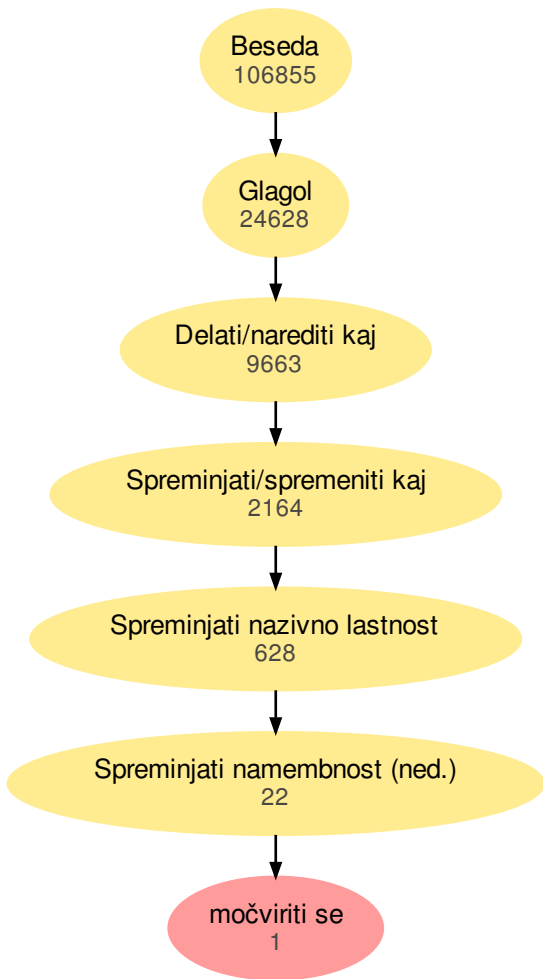 Beseda
106855
Glagol
24628
Delati/narediti kaj
9663
Spreminjati/spremeniti kaj
2164
Spreminjati nazivno lastnost
628
Spreminjati namembnost (ned.)
22
močviriti se
1